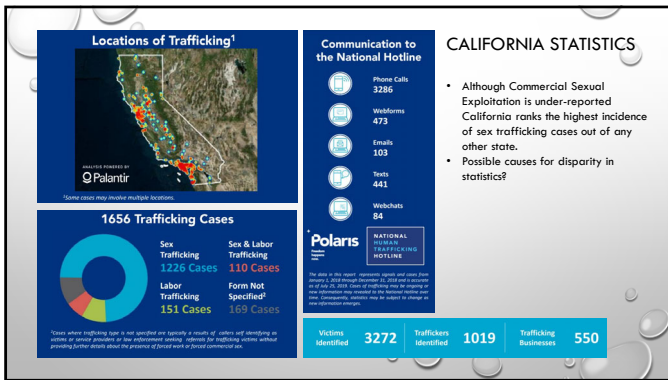 Locations of Trafficking¹
ANALYSIS POWERED BY
Palantir
¹Some cases may involve multiple locations.
1656 Trafficking Cases
Sex
Trafficking
1226 Cases
Sex & Labor
Trafficking
110 Cases
Labor
Trafficking
151 Cases
Form Not
Specified²
169 Cases
²Cases where trafficking type is not specified are typically a results of callers self identifying as
victims or service providers or law enforcement seeking referrals for trafficking victims without
providing further details about the presence of forced work or forced commercial sex.
Communication to
the National Hotline
Phone Calls
3286
Webforms
473
Emails
103
Texts
441
Webchats
84
Polaris
Freedom
happens
now.
NATIONAL
HUMAN
TRAFFICKING
HOTLINE
The data in this report represents signals and cases from
January 1, 2018 through December 31, 2018 and is accurate
as of July 25, 2019. Cases of trafficking may be ongoing or
new information may revealed to the National Hotline over
time. Consequently, statistics may be subject to change as
new information emerges.
CALIFORNIA STATISTICS
• Although Commercial Sexual
Exploitation is under-reported
California ranks the highest incidence
of sex trafficking cases out of any
other state.
• Possible causes for disparity in
statistics?
Victims
Identified
3272
Traffickers
Identified
1019
Trafficking
Businesses
550